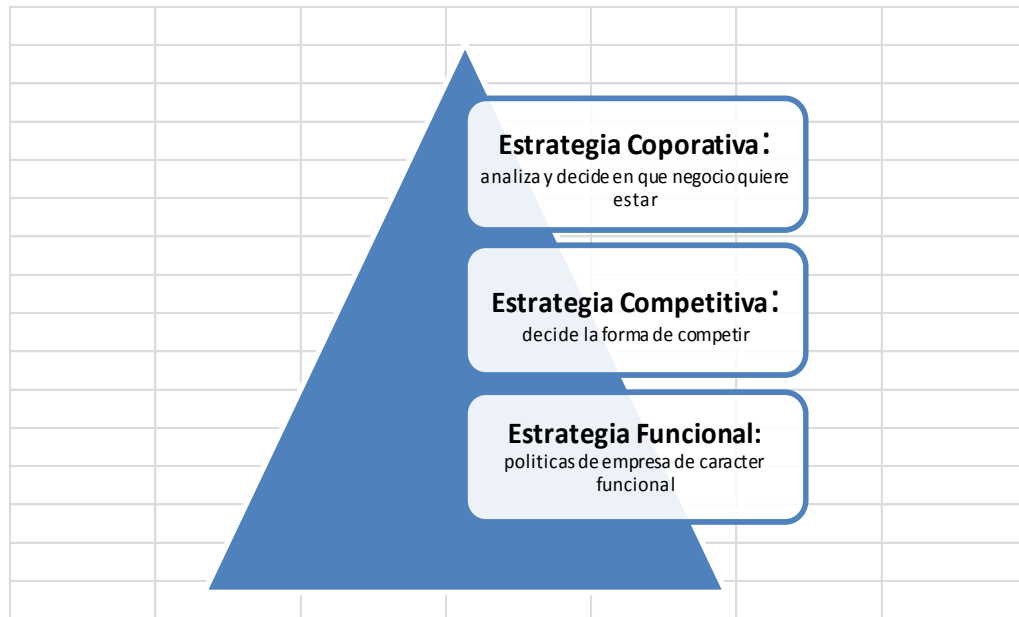 Estrategia Coporativa:
analiza y decide en que negocio quiere
estar
Estrategia Competitiva:
decide la forma de competir
Estrategia Funcional:
politicas de empresa de caracter
funcional